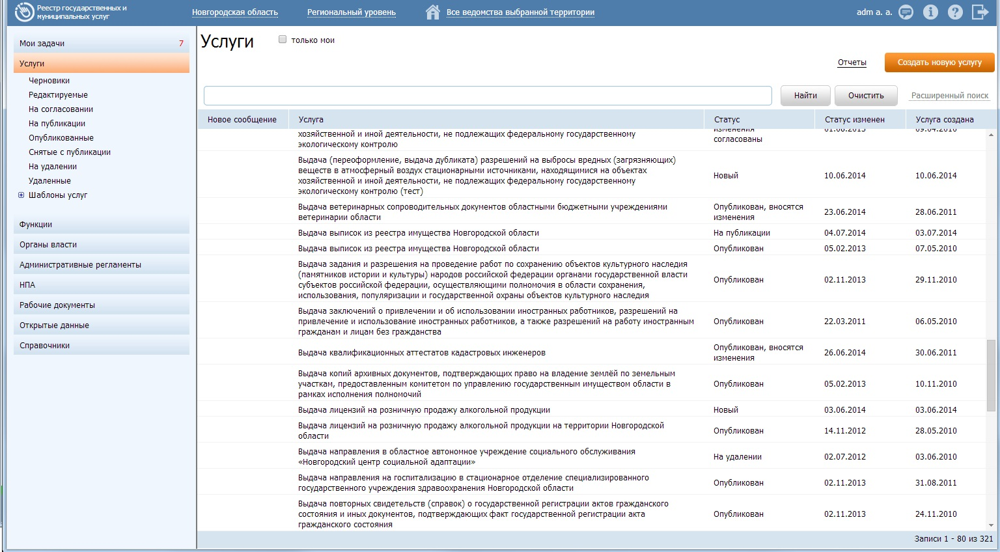 Реестр государственных и
муниципальных услуг
Новгородская область
Региональный уровень
Все ведомства выбранной территории
adm a. a.
Мои задачи 7
Услуги
Черновики
Редактируемые
На согласовании
На публикации
Опубликованные
Снятые с публикации
На удалении
Удаленные
Шаблоны услуг
Функции
Органы власти
Административные регламенты
НПА
Рабочие документы
Открытые данные
Справочники
Услуги
только мои
Отчеты
Создать новую услугу
Найти
Очистить
Расширенный поиск
Новое сообщение Услуга Статус Статус изменен Услуга создана
хозяйственной и иной деятельности, не подлежащих федеральному государственному
экологическому контролю
изменения
согласованы
01.08.2013
09.04.2010
Выдача (переоформление, выдача дубликата) разрешений на выбросы вредных (загрязняющих)
веществ в атмосферный воздух стационарными источниками, находящимися на объектах
хозяйственной и иной деятельности, не подлежащих федеральному государственному
экологическому контролю (тест)
Новый
10.06.2014
10.06.2014
Выдача ветеринарных сопроводительных документов областными бюджетными учреждениями
ветеринарии области
Опубликован, вносятся
изменения
23.06.2014
28.06.2011
Выдача выписок из реестра имущества Новгородской области
На публикации
04.07.2014
03.07.2014
Выдача выписок из реестра имущества Новгородской области
Опубликован
05.02.2013
07.05.2010
Выдача задания и разрешения на проведение работ по сохранению объектов культурного наследия
(памятников истории и культуры) народов российской федерации органами государственной власти
субъектов российской федерации, осуществляющими полномочия в области сохранения,
использования, популяризации и государственной охраны объектов культурного наследия
Опубликован
02.11.2013
29.11.2010
Выдача заключений о привлечении и об использовании иностранных работников, разрешений на
привлечение и использование иностранных работников, а также разрешений на работу иностранным
гражданам и лицам без гражданства
Опубликован
22.03.2011
06.05.2010
Выдача квалификационных аттестатов кадастровых инженеров
Опубликован, вносятся
изменения
26.06.2014
30.06.2011
Выдача копий архивных документов, подтверждающих право на владение землёй по земельным
участкам, предоставленным комитетом по управлению государственным имуществом области в
рамках исполнения полномочий
Опубликован
05.02.2013
10.11.2010
Выдача лицензий на розничную продажу алкогольной продукции
Новый
03.06.2014
03.06.2014
Выдача лицензий на розничную продажу алкогольной продукции на территории Новгородской
области
Опубликован
14.11.2012
28.05.2010
Выдача направления в областное автономное учреждение социального обслуживания
«Новгородский центр социальной адаптации»
На удалении
02.07.2012
03.06.2010
Выдача направления на госпитализацию в стационарное отделение специализированного
государственного учреждения здравоохранения Новгородской области
Опубликован
02.11.2013
31.08.2011
Выдача повторных свидетельств (справок) о государственной регистрации актов гражданского
состояния и иных документов, подтверждающих факт государственной регистрации акта
гражданского состояния
Опубликован
02.11.2013
24.11.2010
Записи 1 - 80 из 321